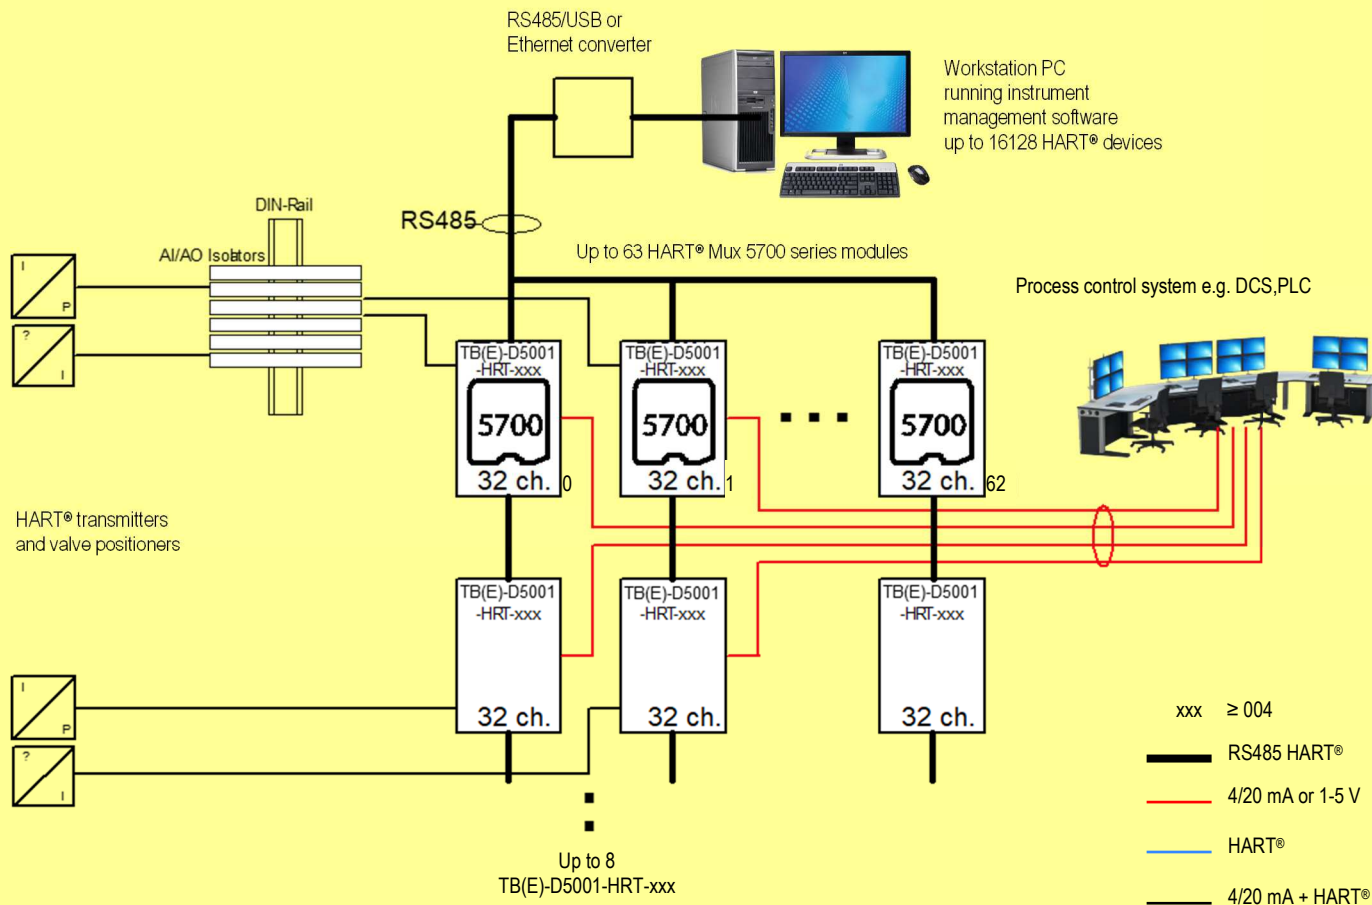 RS485/USB or
Ethernet converter
Workstation PC
running instrument
management software
up to 16128 HART® devices
DIN-Rail
RS485
AI/AO Isolators
Up to 63 HART® Mux 5700 series modules
Process control system e.g. DCS,PLC
I
P
?
I
TB(E)-D5001
-HRT-xxx
5700
32 ch. 0
TB(E)-D5001
-HRT-xxx
5700
32 ch. 1
TB(E)-D5001
-HRT-xxx
5700
32 ch. 62
HART® transmitters
and valve positioners
TB(E)-D5001
-HRT-xxx
32 ch.
TB(E)-D5001
-HRT-xxx
32 ch.
TB(E)-D5001
-HRT-xxx
32 ch.
I
P
?
I
Up to 8
TB(E)-D5001-HRT-xxx
xxx ≥ 004
RS485 HART®
4/20 mA or 1-5 V
HART®
4/20 mA + HART®